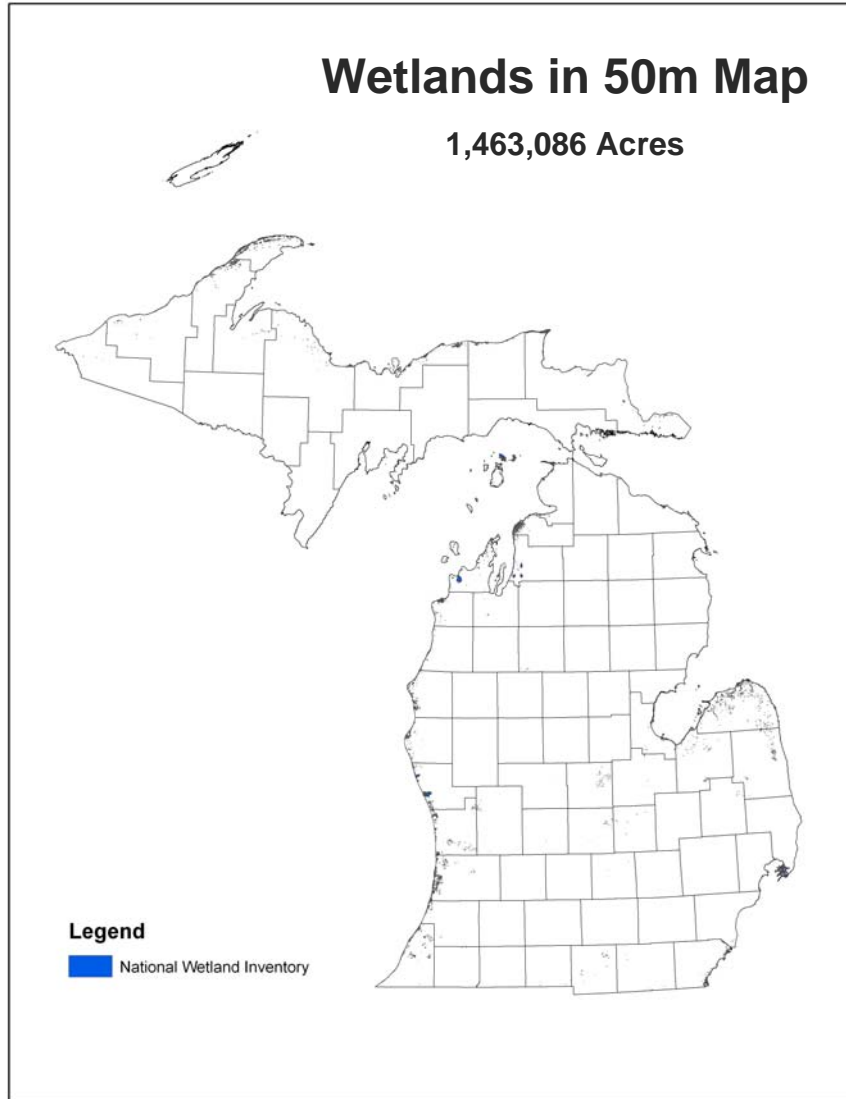 Wetlands in 50m Map
1,463,086 Acres
Legend
National Wetland Inventory